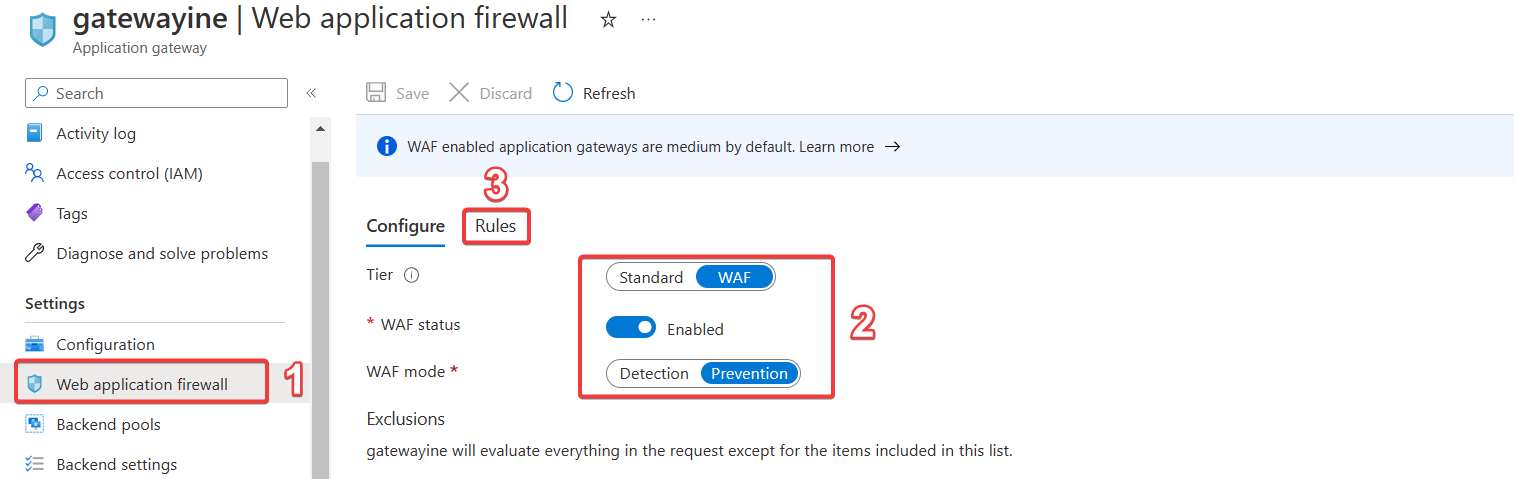 gatewayine | Web application firewall ☆ ...
Application gateway
Search «
Save Discard Refresh
Activity log
Access control (IAM)
Tags
Diagnose and solve problems
Settings
Configuration
Web application firewall 1
Backend pools
Backend settings
WAF enabled application gateways are medium by default. Learn more →
3
Configure Rules
Tier Standard WAF
* WAF status Enabled
2
WAF mode * Detection Prevention
Exclusions
gatewayine will evaluate everything in the request except for the items included in this list.